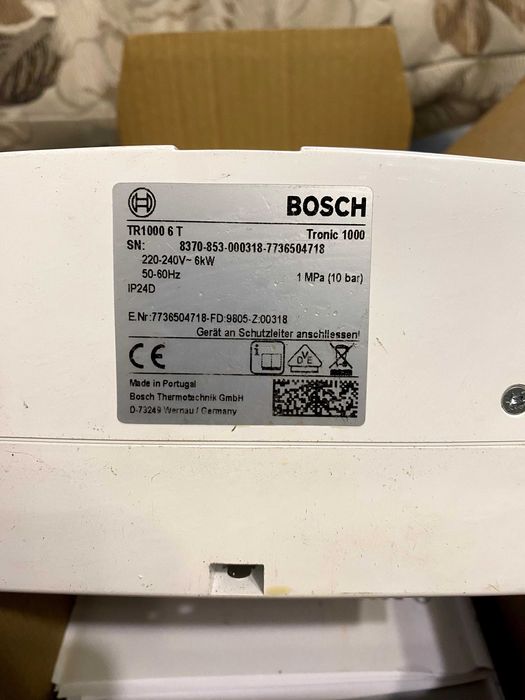 BOSCH
TR1000 6 T Tronic 1000
SN: 8370-853-000318-7736504718
220-240V~ 6kW
50-60Hz 1 MPa (10 bar)
IP24D
E.Nr:7736504718-FD:9805-Z:00318
Gerät an Schutzleiter anschliessen!
CE
i
VDE
Made in Portugal
Bosch Thermotechnik GmbH
D-73249 Wernau / Germany